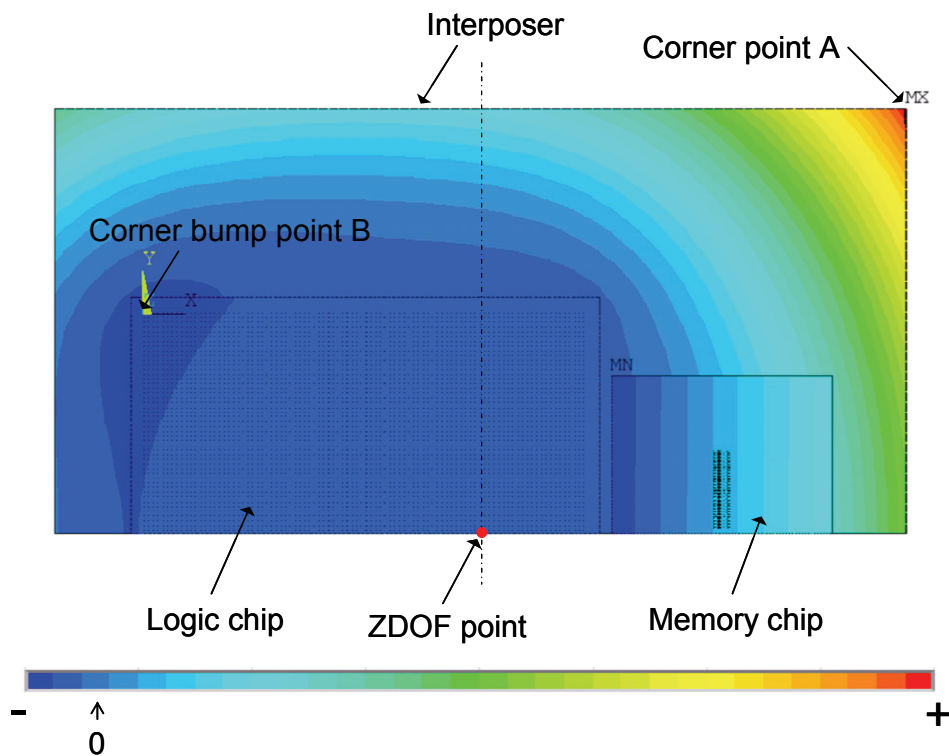 Interposer
Corner point A
MX
Corner bump point B
Y
X
MN
Logic chip
ZDOF point
Memory chip
- +
0